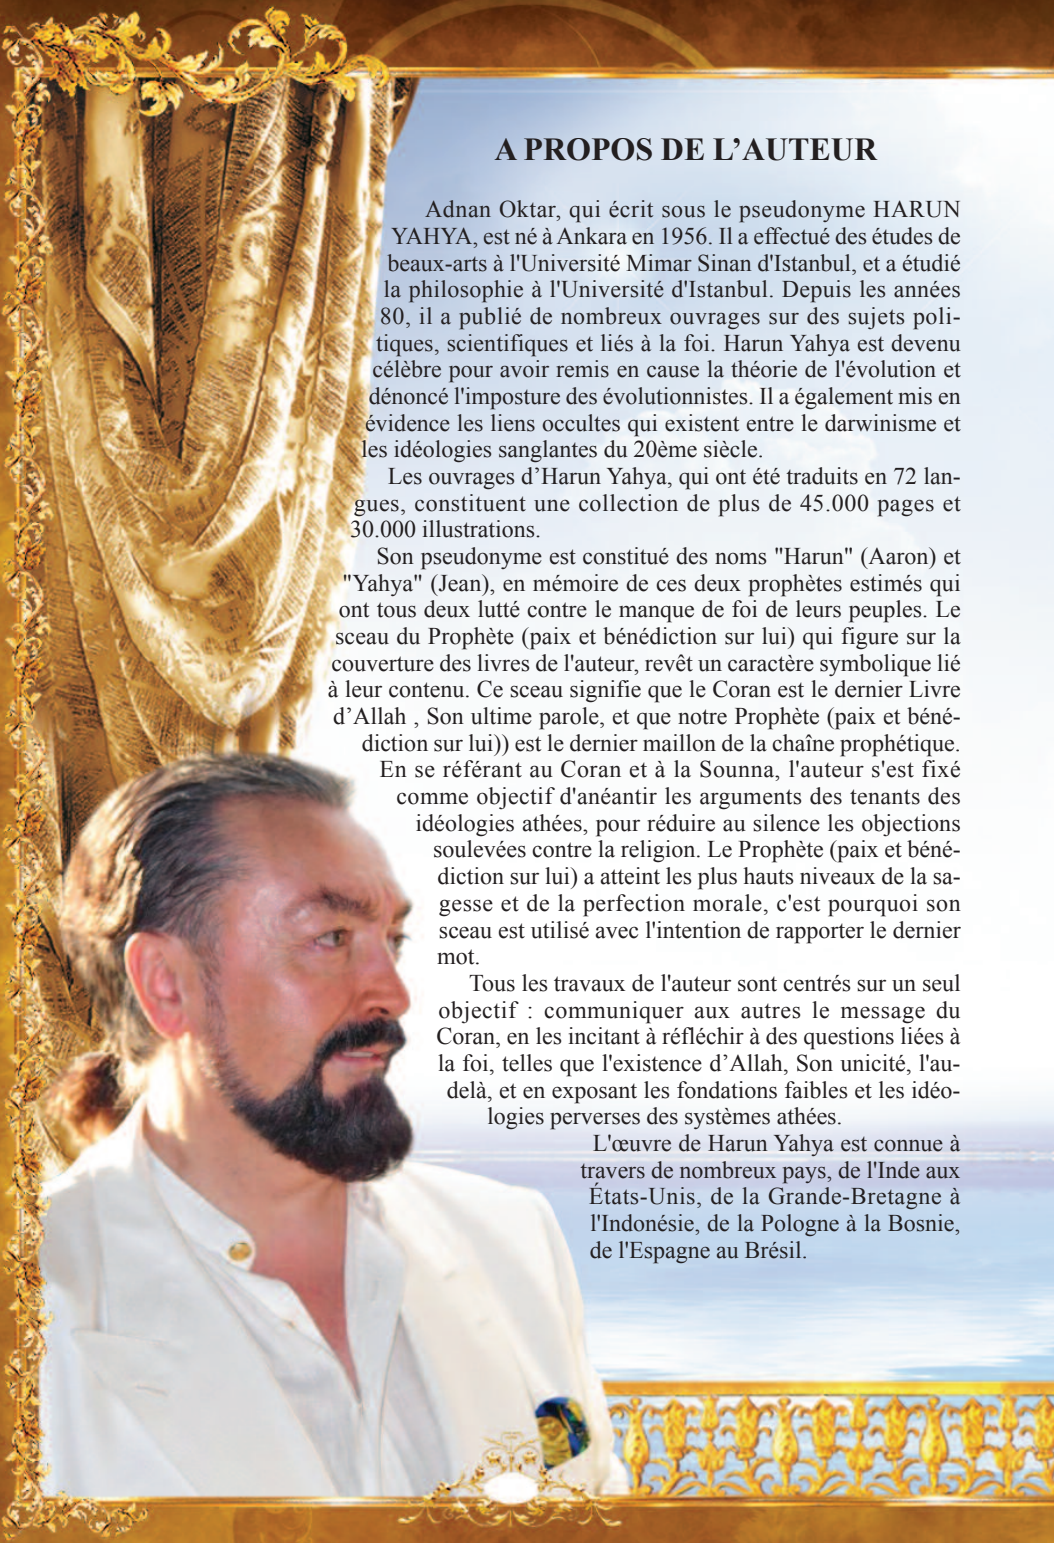 A PROPOS DE L’AUTEUR
Adnan Oktar, qui écrit sous le pseudonyme HARUN
YAHYA, est né à Ankara en 1956. Il a effectué des études de
beaux-arts à l'Université Mimar Sinan d'Istanbul, et a étudié
la philosophie à l'Université d'Istanbul. Depuis les années
80, il a publié de nombreux ouvrages sur des sujets poli-
tiques, scientifiques et liés à la foi. Harun Yahya est devenu
célèbre pour avoir remis en cause la théorie de l'évolution et
dénoncé l'imposture des évolutionnistes. Il a également mis en
évidence les liens occultes qui existent entre le darwinisme et
les idéologies sanglantes du 20ème siècle.
Les ouvrages d’Harun Yahya, qui ont été traduits en 72 lan-
gues, constituent une collection de plus de 45.000 pages et
30.000 illustrations.
Son pseudonyme est constitué des noms "Harun" (Aaron) et
"Yahya" (Jean), en mémoire de ces deux prophètes estimés qui
ont tous deux lutté contre le manque de foi de leurs peuples. Le
sceau du Prophète (paix et bénédiction sur lui) qui figure sur la
couverture des livres de l'auteur, revêt un caractère symbolique lié
à leur contenu. Ce sceau signifie que le Coran est le dernier Livre
d’Allah , Son ultime parole, et que notre Prophète (paix et béné-
diction sur lui)) est le dernier maillon de la chaîne prophétique.
En se référant au Coran et à la Sounna, l'auteur s'est fixé
comme objectif d'anéantir les arguments des tenants des
idéologies athées, pour réduire au silence les objections
soulevées contre la religion. Le Prophète (paix et béné-
diction sur lui) a atteint les plus hauts niveaux de la sa-
gesse et de la perfection morale, c'est pourquoi son
sceau est utilisé avec l'intention de rapporter le dernier
mot.
Tous les travaux de l'auteur sont centrés sur un seul
objectif : communiquer aux autres le message du
Coran, en les incitant à réfléchir à des questions liées à
la foi, telles que l'existence d’Allah, Son unicité, l'au-
delà, et en exposant les fondations faibles et les idéo-
logies perverses des systèmes athées.
L'œuvre de Harun Yahya est connue à
travers de nombreux pays, de l'Inde aux
États-Unis, de la Grande-Bretagne à
l'Indonésie, de la Pologne à la Bosnie,
de l'Espagne au Brésil.